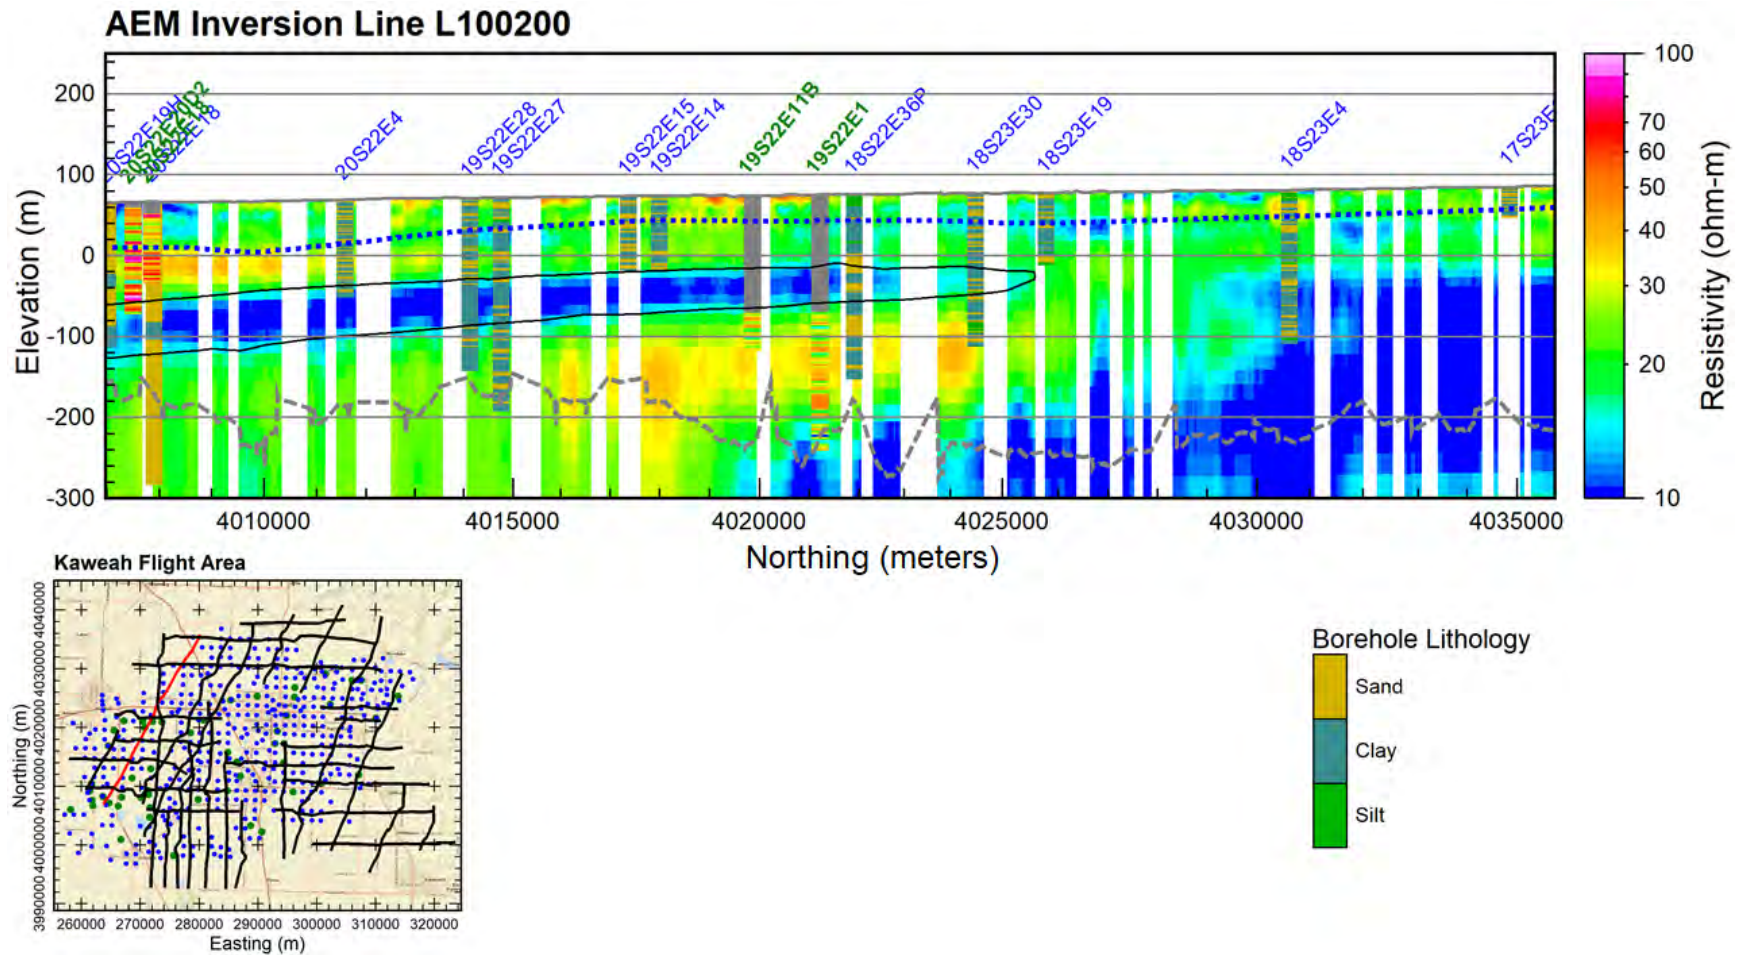 AEM Inversion Line L100200
200
100
0
-100
-200
-300
Elevation (m)
20S22E19H
20S22E18
20S22E4
19S22E28
19S22E27
19S22E15
19S22E14
19S22E11B
19S22E1
18S22E36P
18S23E30
18S23E19
18S23E4
17S23E
4010000
4015000
4020000
4025000
4030000
4035000
Northing (meters)
100
70
60
50
40
30
20
10
Resistivity (ohm-m)
Kaweah Flight Area
4040000
4030000
4020000
4010000
4000000
3990000
Northing (m)
260000 270000 280000 290000 300000 310000 320000
Easting (m)
Borehole Lithology
Sand
Clay
Silt